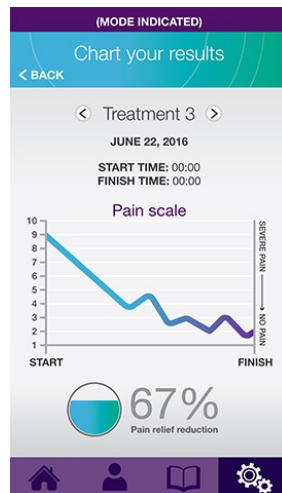 (MODE INDICATED)
Chart your results
< BACK
< Treatment 3 >
JUNE 22, 2016
START TIME: 00:00
FINISH TIME: 00:00
Pain scale
10
9
8
7
6
5
4
3
2
1
SEVERE PAIN → NO PAIN
START FINISH
67%
Pain relief reduction